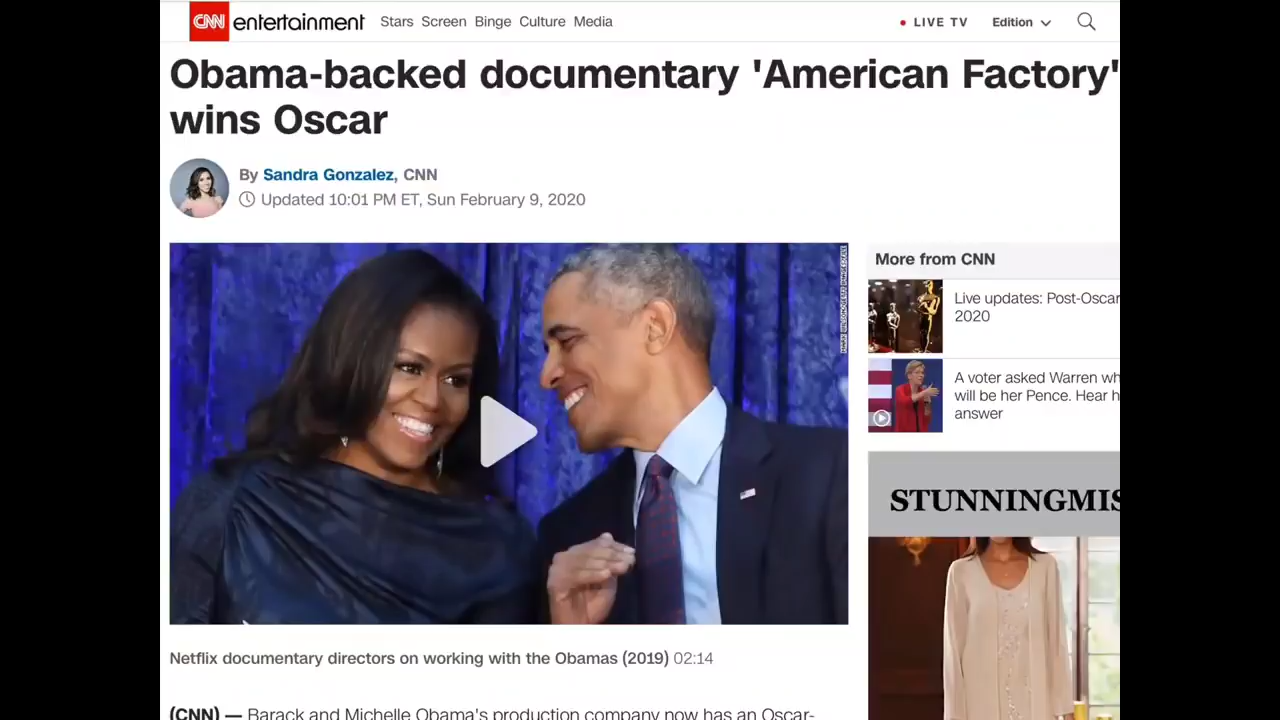 CNN entertainment Stars Screen Binge Culture Media LIVE TV Edition
Obama-backed documentary 'American Factory'
wins Oscar
By Sandra Gonzalez, CNN
Updated 10:01 PM ET, Sun February 9, 2020
More from CNN
Live updates: Post-Oscar
2020
A voter asked Warren wh
will be her Pence. Hear h
answer
STUNNINGMIS
Netflix documentary directors on working with the Obamas (2019) 02:14
(CNN) — Barack and Michelle Obama's production company now has an Oscar-